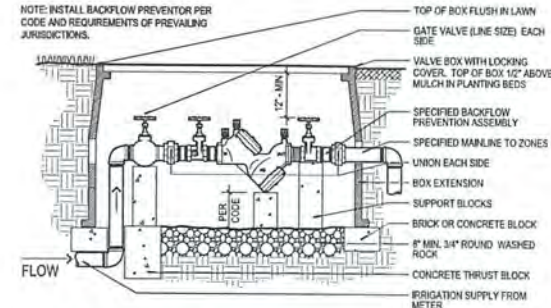 NOTE: INSTALL BACKFLOW PREVENTOR PER
CODE AND REQUIREMENTS OF PREVAILING
JURISDICTIONS.
TOP OF BOX FLUSH IN LAWN
GATE VALVE (LINE SIZE) EACH
SIDE
VALVE BOX WITH LOCKING
COVER. TOP OF BOX 1/2" ABOVE
MULCH IN PLANTING BEDS
12"- MIN.
SPECIFIED BACKFLOW
PREVENTION ASSEMBLY
SPECIFIED MAINLINE TO ZONES
UNION EACH SIDE
BOX EXTENSION
PER
CODE
SUPPORT BLOCKS
BRICK OR CONCRETE BLOCK
8" MIN. 3/4" ROUND WASHED
ROCK
FLOW
CONCRETE THRUST BLOCK
IRRIGATION SUPPLY FROM
METER